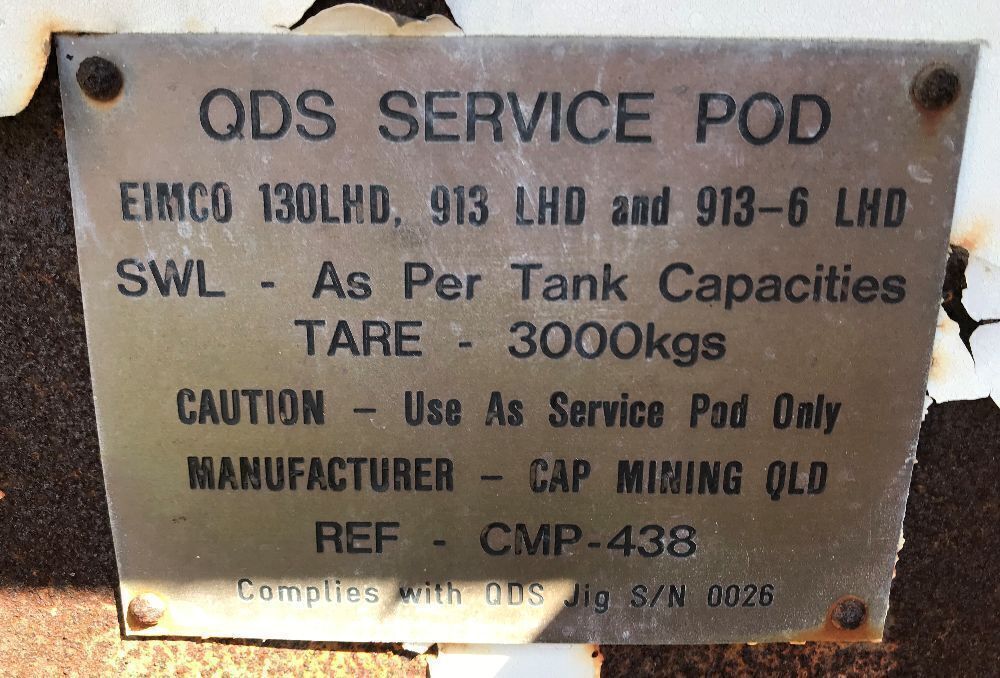 QDS SERVICE POD
EIMCO 130LHD, 913 LHD and 913-6 LHD
SWL - As Per Tank Capacities
TARE - 3000kgs
CAUTION - Use As Service Pod Only
MANUFACTURER - CAP MINING QLD
REF - CMP-438
Complies with QDS Jig S/N 0026